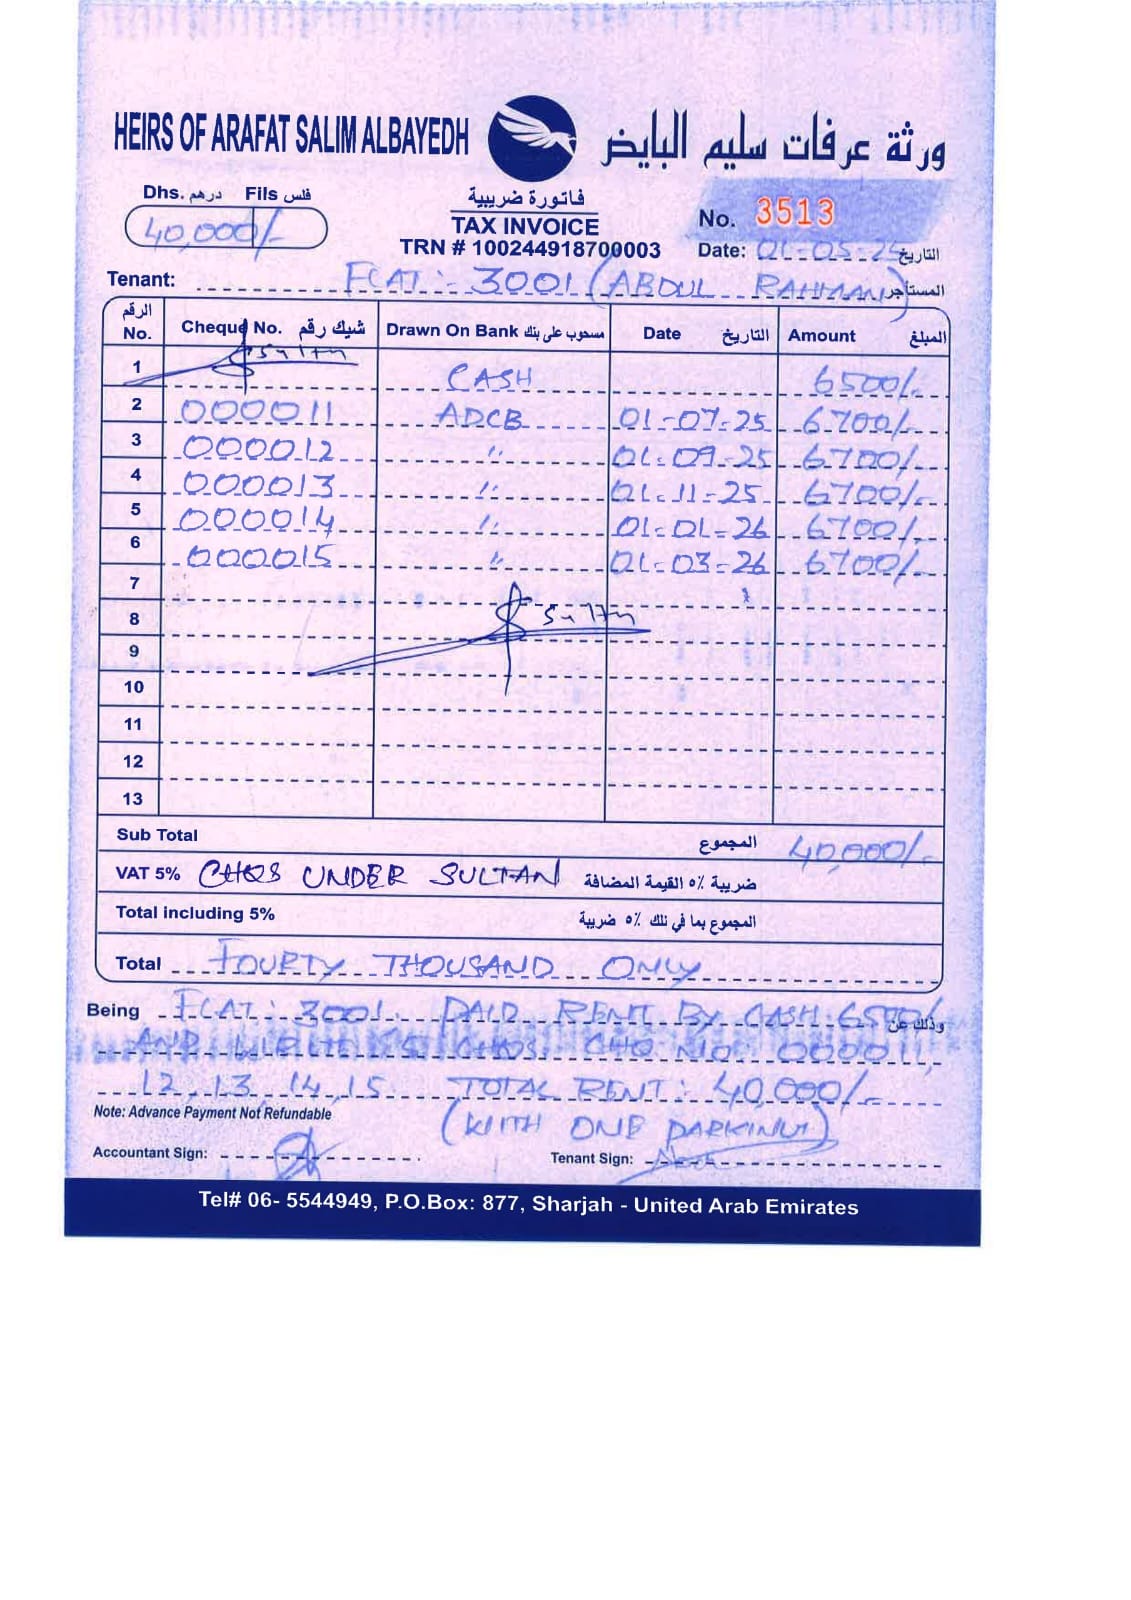 HEIRS OF ARAFAT SALIM ALBAYEDH ورثة عرفات سليم البايض
Dhs. درهم Fils فلس
40,000/-
فاتورة ضريبية
TAX INVOICE
TRN # 100244918700003
No. 3513
Date: 01-05-25 التاريخ
Tenant: FLAT:- 3001 (ABDUL RAHMAN) المستأجر
الرقم No. Cheque No. شيك رقم Drawn On Bank مسحوب على بنك Date التاريخ Amount المبلغ
1 Sultan CASH 6500/-
2 000011 ADCB 01-07-25 6700/-
3 000012 " 01-09-25 6700/-
4 000013 " 01-11-25 6700/-
5 000014 " 01-01-26 6700/-
6 000015 " 01-03-26 6700/-
7
8 Sultan
9
10
11
12
13
Sub Total المجموع 40,000/-
VAT 5% CHQS UNDER SULTAN ضريبة ٥٪ القيمة المضافة
Total including 5% المجموع بما في ذلك ٥٪ ضريبة
Total FOURTY THOUSAND ONLY
Being FLAT: 3001. PAID RENT BY CASH: 6500/- وذلك عن
AND 5 CHQS. CHQ NO 000011,
12, 13, 14, 15. TOTAL RENT: 40,000/-
(WITH ONE PARKING)
Note: Advance Payment Not Refundable
Accountant Sign: Tenant Sign:
Tel# 06- 5544949, P.O.Box: 877, Sharjah - United Arab Emirates